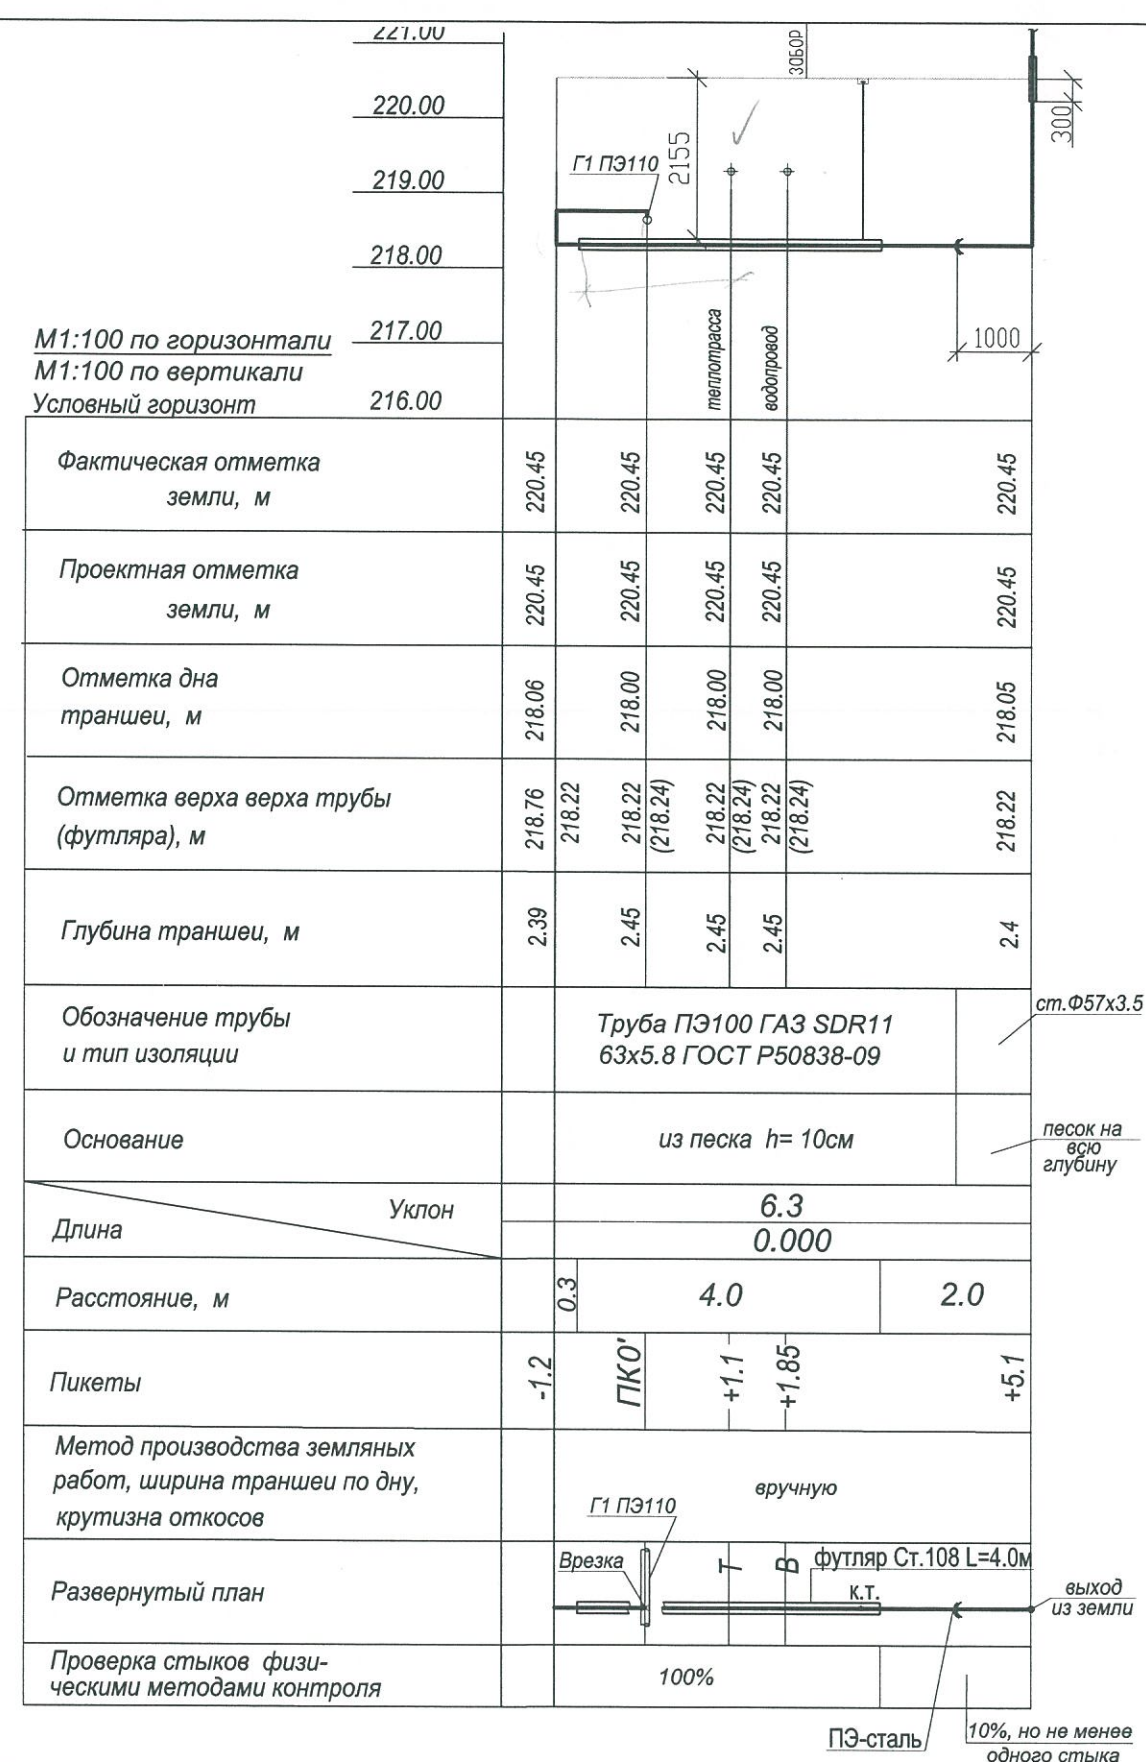 221.00
ЗОБОР
220.00
300
2155
Г1 ПЭ110
219.00
218.00
теплотрасса
водопровод
1000
М1:100 по горизонтали
217.00
М1:100 по вертикали
Условный горизонт
216.00
Фактическая отметка
земли, м
220.45
220.45
220.45
220.45
220.45
Проектная отметка
земли, м
220.45
220.45
220.45
220.45
220.45
Отметка дна
траншеи, м
218.06
218.00
218.00
218.00
218.05
Отметка верха верха трубы
(футляра), м
218.76
218.22
218.22
(218.24)
218.22
(218.24)
218.22
(218.24)
218.22
Глубина траншеи, м
2.39
2.45
2.45
2.45
2.4
Обозначение трубы
и тип изоляции
Труба ПЭ100 ГАЗ SDR11
63х5.8 ГОСТ Р50838-09
ст.Ф57х3.5
Основание
из песка h= 10см
песок на
всю
глубину
Уклон
Длина
6.3
0.000
Расстояние, м
0.3
4.0
2.0
Пикеты
-1.2
ПК0'
+1.1
+1.85
+5.1
Метод производства земляных
работ, ширина траншеи по дну,
крутизна откосов
вручную
Г1 ПЭ110
Развернутый план
Врезка
Т
В
футляр Ст.108 L=4.0м
к.т.
выход
из земли
Проверка стыков физи-
ческими методами контроля
100%
ПЭ-сталь
10%, но не менее
одного стыка